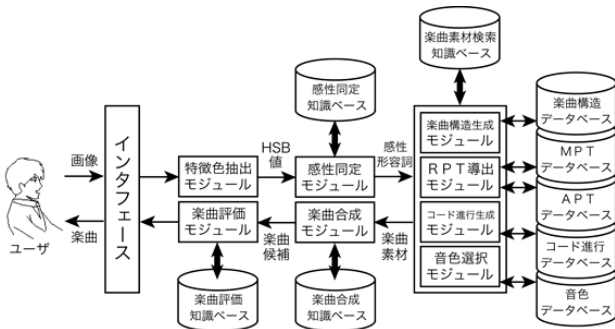 楽曲素材検索
知識ベース
感性同定
知識ベース
楽曲構造
データベース
楽曲構造生成
モジュール
インタフェース
画像
特徴色抽出
モジュール
HSB
値
感性同定
モジュール
感性
形容詞
RPT導出
モジュール
MPT
データベース
APT
データベース
楽曲
ユーザ
楽曲評価
モジュール
楽曲
候補
楽曲合成
モジュール
楽曲
素材
コード進行生成
モジュール
コード進行
データベース
音色選択
モジュール
音色
データベース
楽曲評価
知識ベース
楽曲合成
知識ベース